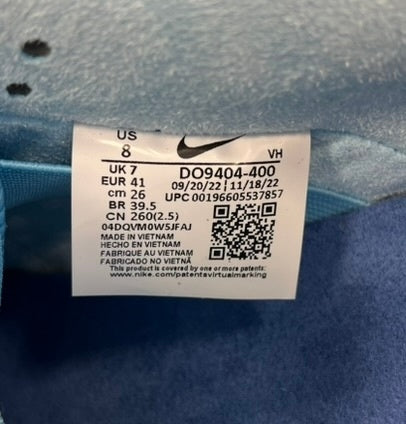 US
8
VH
UK 7
EUR 41
cm 26
BR 39.5
CN 260(2.5)
DO9404-400
09/20/22 | 11/18/22
UPC 00196605537857
04DQVM0W5JFAJ
MADE IN VIETNAM
HECHO EN VIETNAM
FABRIQUE AU VIETNAM
FABRICADO NO VIETNÃ
This product is covered by one or more patents.
www.nike.com/patentsvirtualmarking